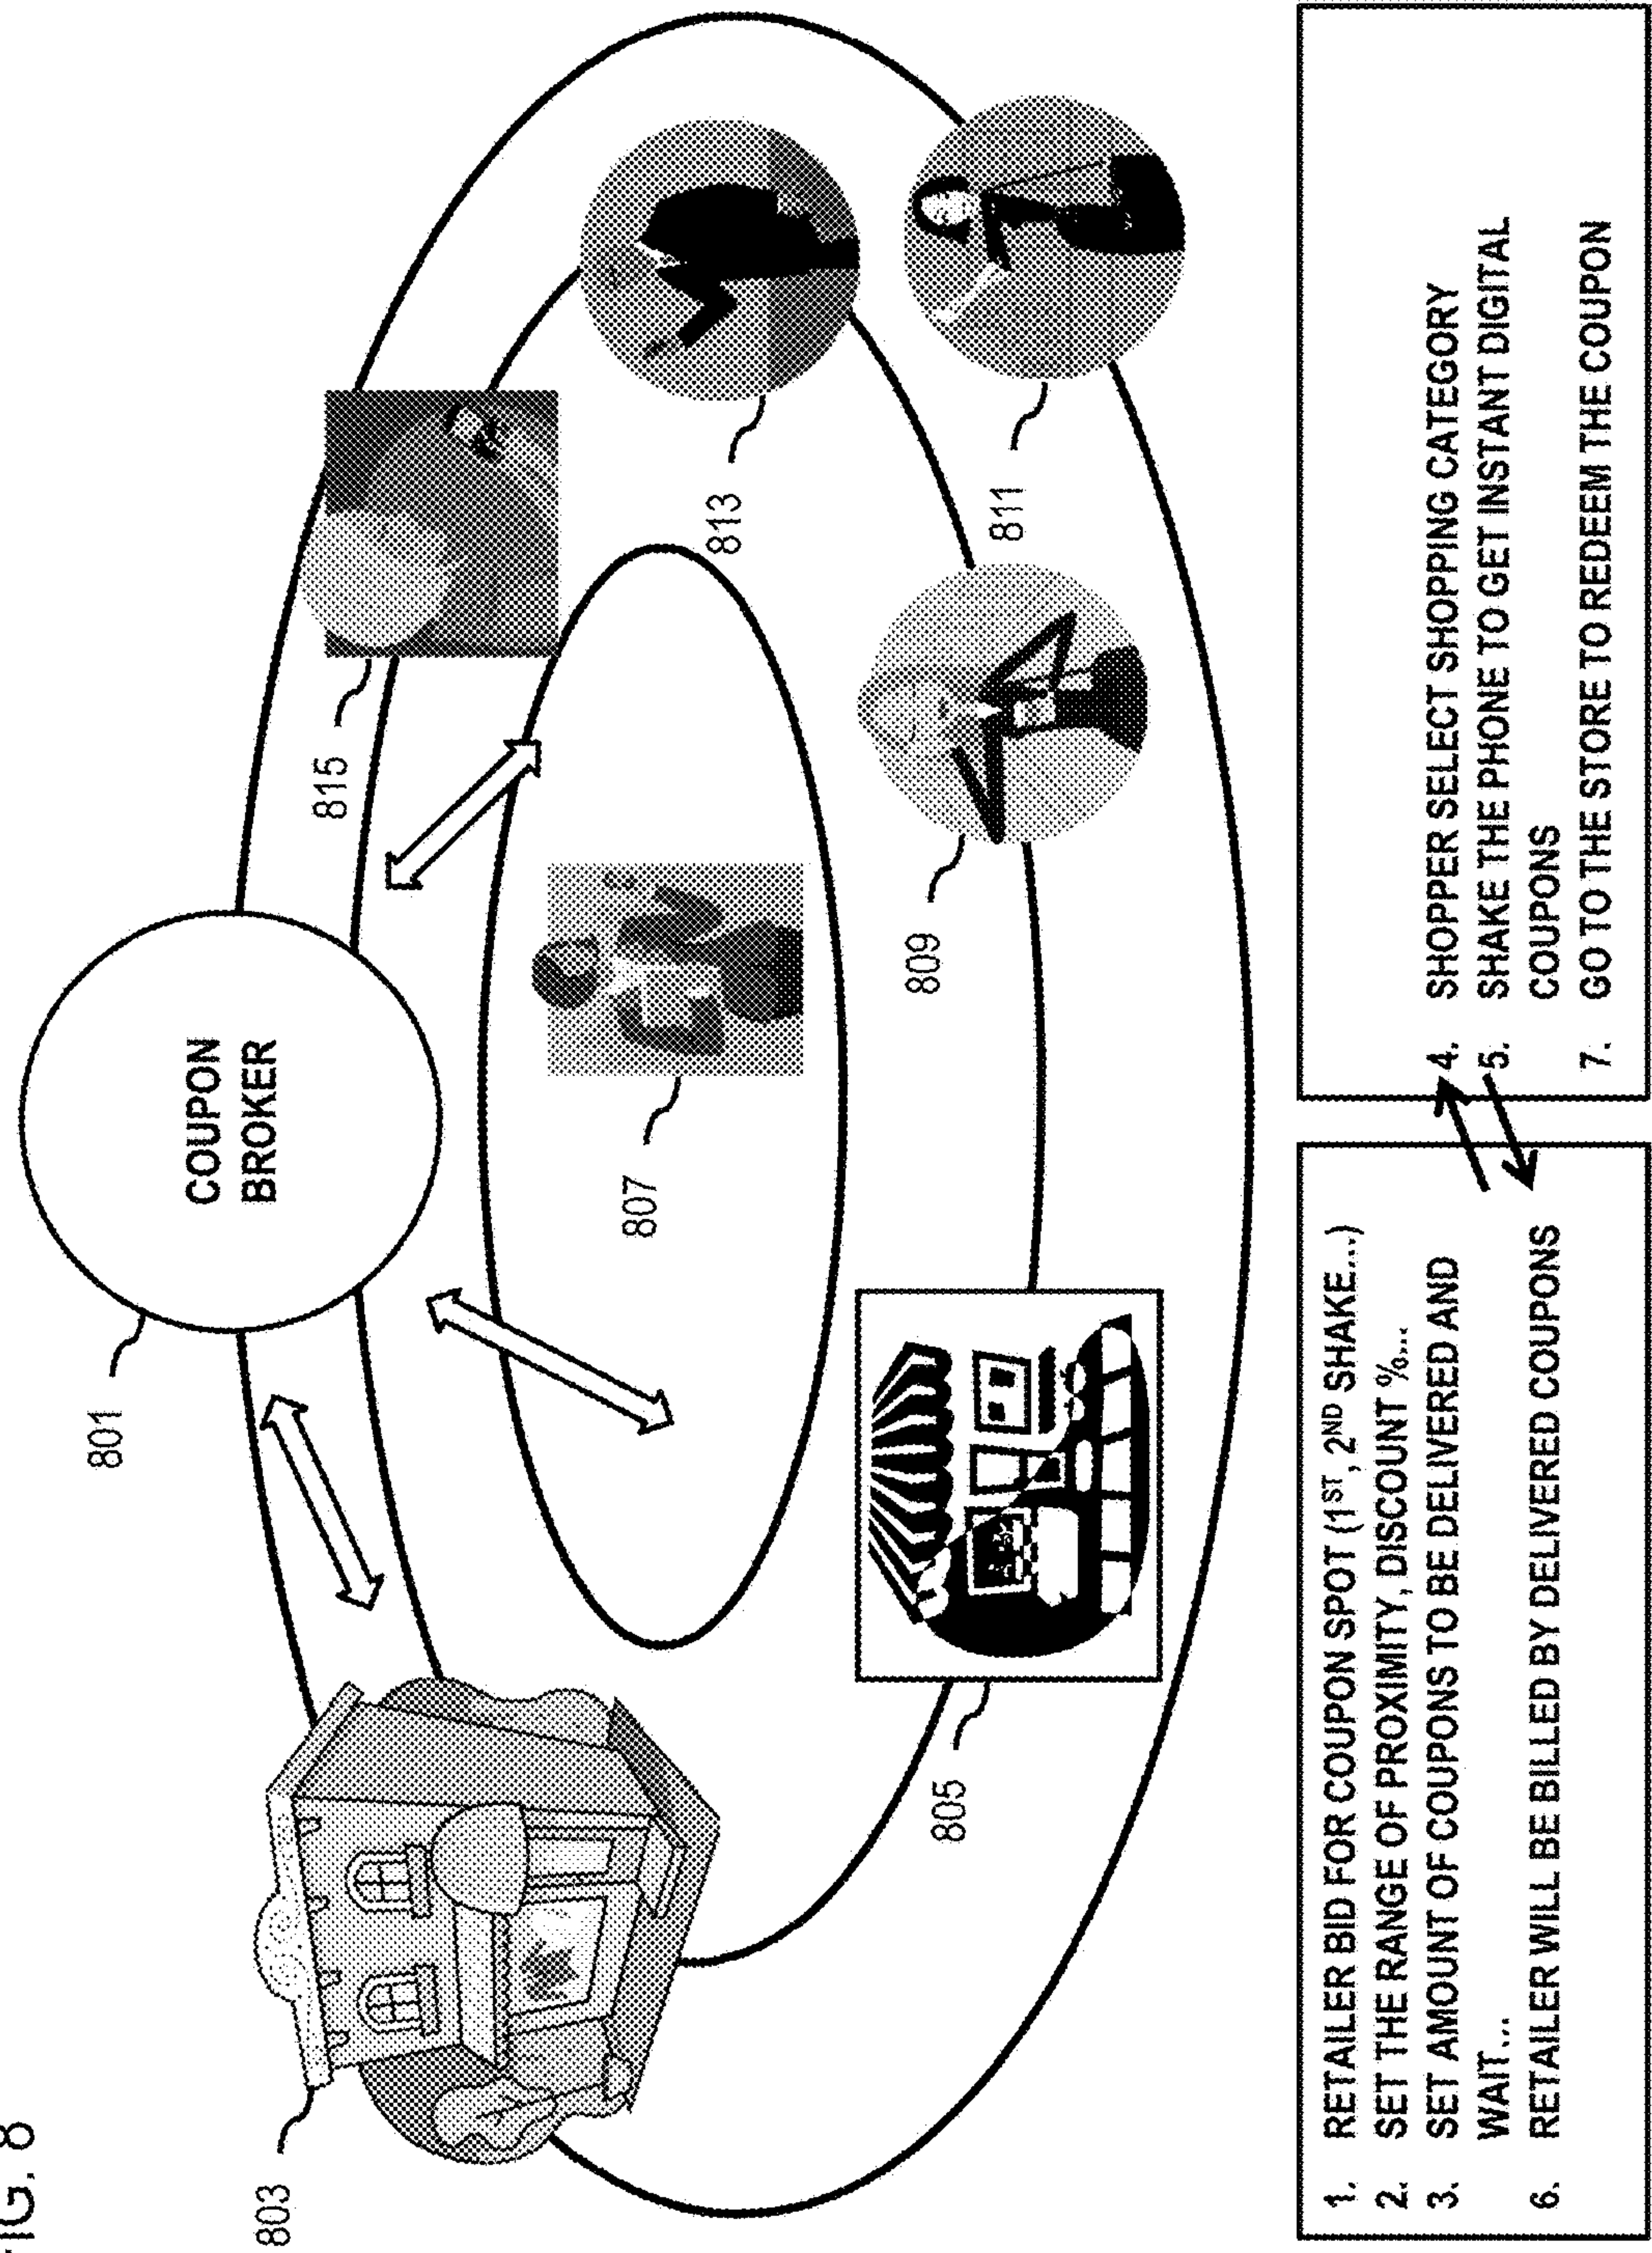 FIG. 8
COUPON
BROKER
801
803
805
807
809
811
813
815
1. RETAILER BID FOR COUPON SPOT (1ST, 2ND SHAKE...)
2. SET THE RANGE OF PROXIMITY, DISCOUNT %...
3. SET AMOUNT OF COUPONS TO BE DELIVERED AND
WAIT...
6. RETAILER WILL BE BILLED BY DELIVERED COUPONS
4. SHOPPER SELECT SHOPPING CATEGORY
5. SHAKE THE PHONE TO GET INSTANT DIGITAL
COUPONS
7. GO TO THE STORE TO REDEEM THE COUPON